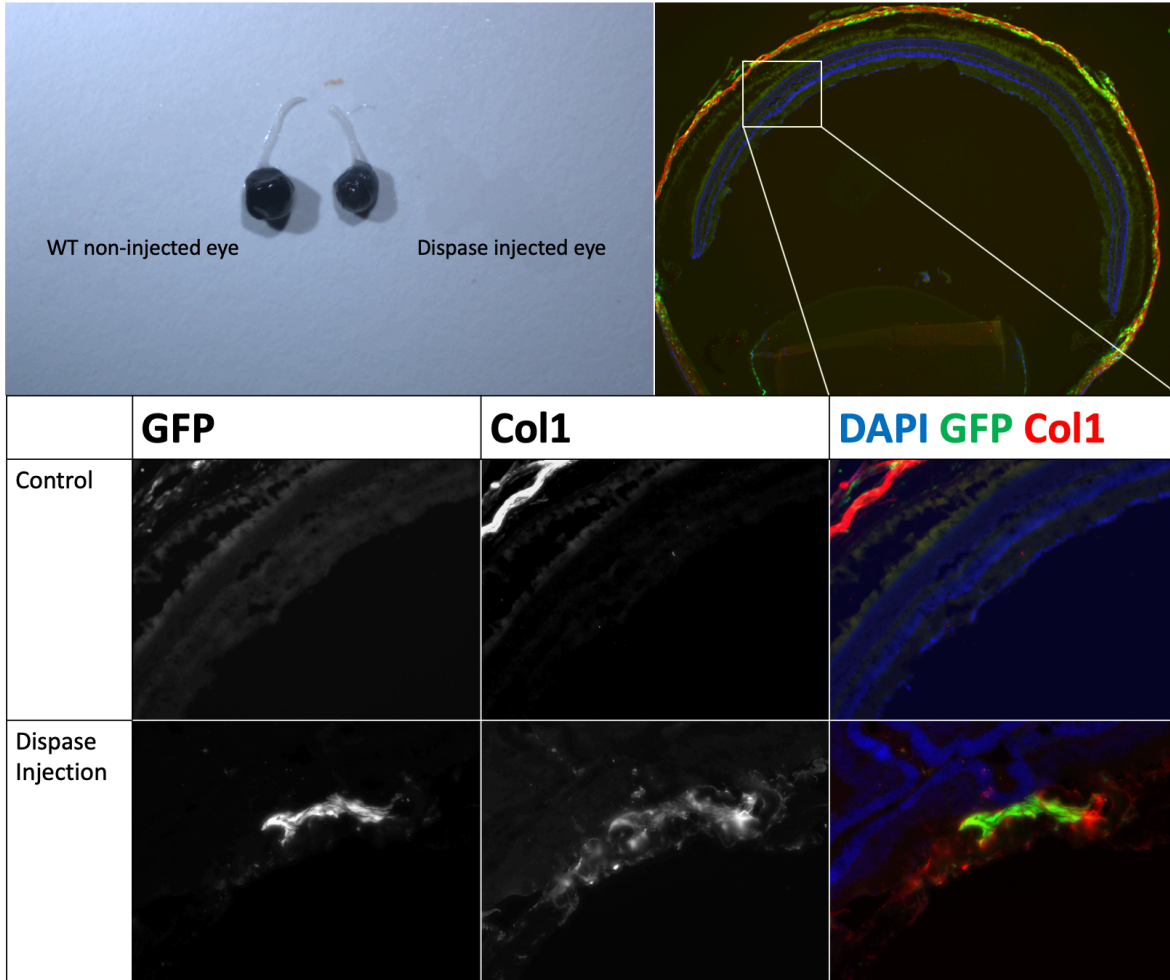 WT non-injected eye
Dispase injected eye
GFP
Col1
DAPI GFP Col1
Control
Dispase
Injection